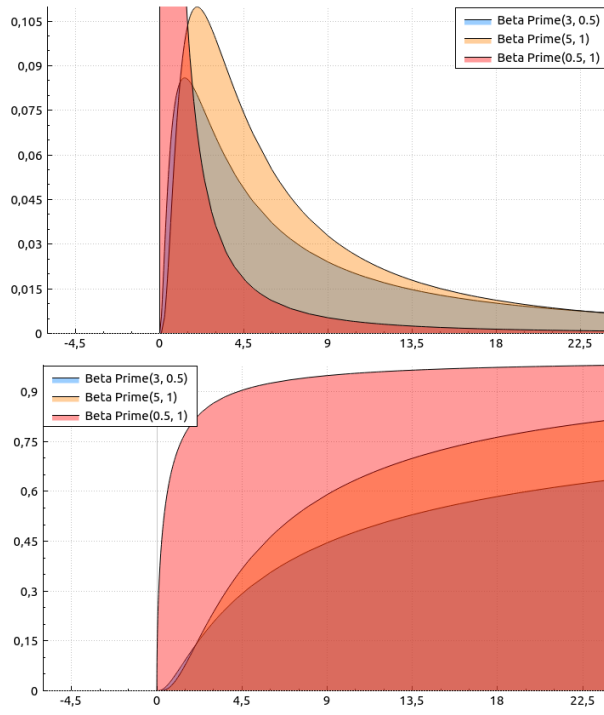 0,105
0,09
0,075
0,06
0,045
0,03
0,015
0
-4,5 0 4,5 9 13,5 18 22,5
Beta Prime(3, 0.5)
Beta Prime(5, 1)
Beta Prime(0.5, 1)
0,9
0,75
0,6
0,45
0,3
0,15
0
-4,5 0 4,5 9 13,5 18 22,5
Beta Prime(3, 0.5)
Beta Prime(5, 1)
Beta Prime(0.5, 1)